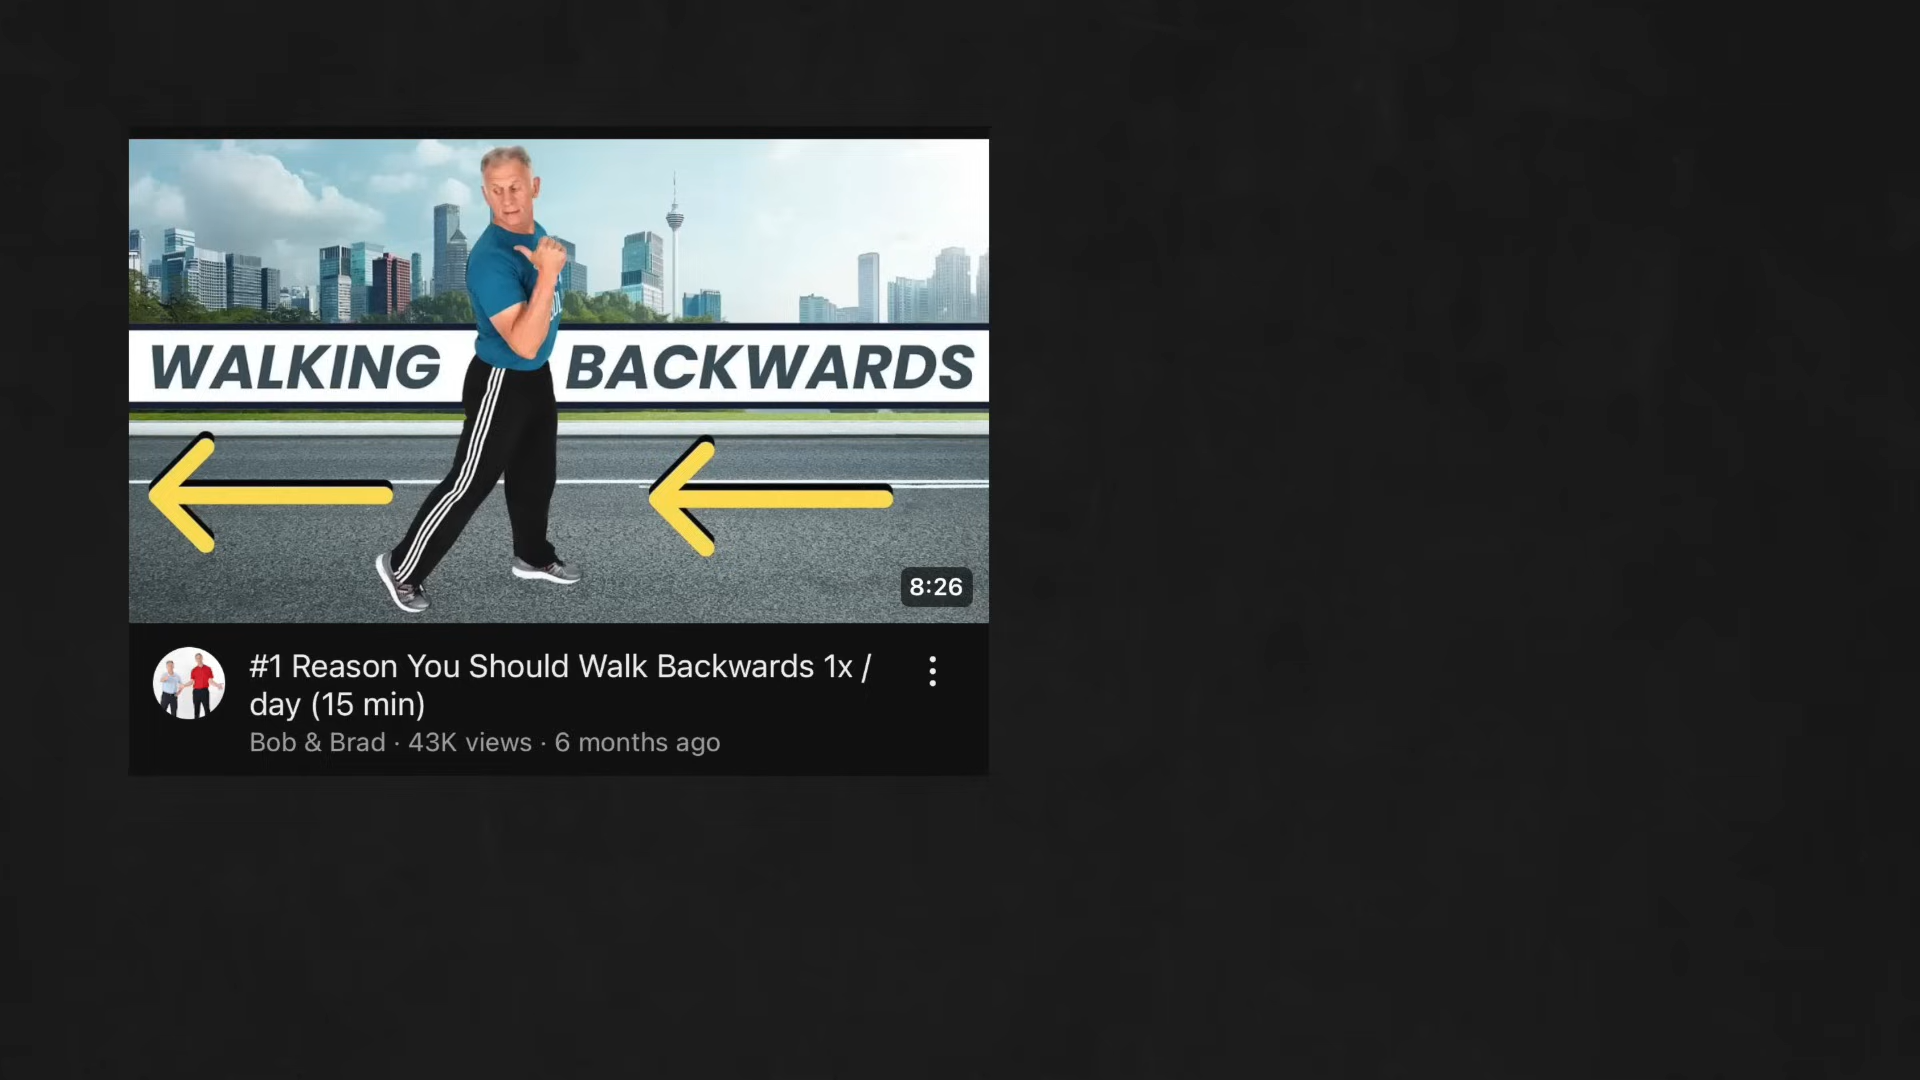 WALKING BACKWARDS
8:26
#1 Reason You Should Walk Backwards 1x /
day (15 min)
Bob & Brad · 43K views · 6 months ago